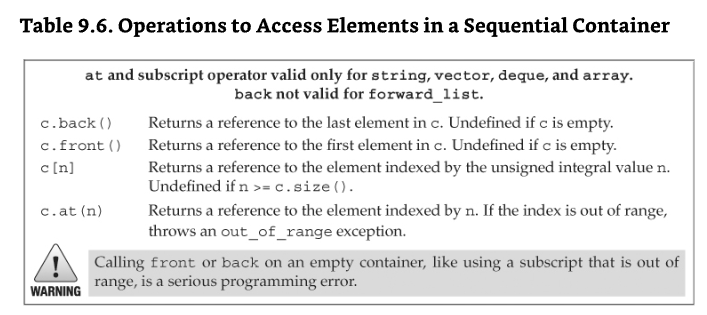 Table 9.6. Operations to Access Elements in a Sequential Container
at and subscript operator valid only for string, vector, deque, and array.
back not valid for forward_list.
c.back() Returns a reference to the last element in c. Undefined if c is empty.
c.front() Returns a reference to the first element in c. Undefined if c is empty.
c[n] Returns a reference to the element indexed by the unsigned integral value n.
Undefined if n >= c.size().
c.at(n) Returns a reference to the element indexed by n. If the index is out of range,
throws an out_of_range exception.
Calling front or back on an empty container, like using a subscript that is out of
WARNING range, is a serious programming error.